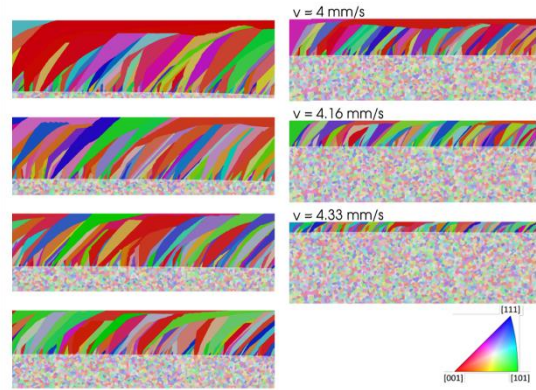 v = 4 mm/s
v = 4.16 mm/s
v = 4.33 mm/s
[111]
[001]
[101]